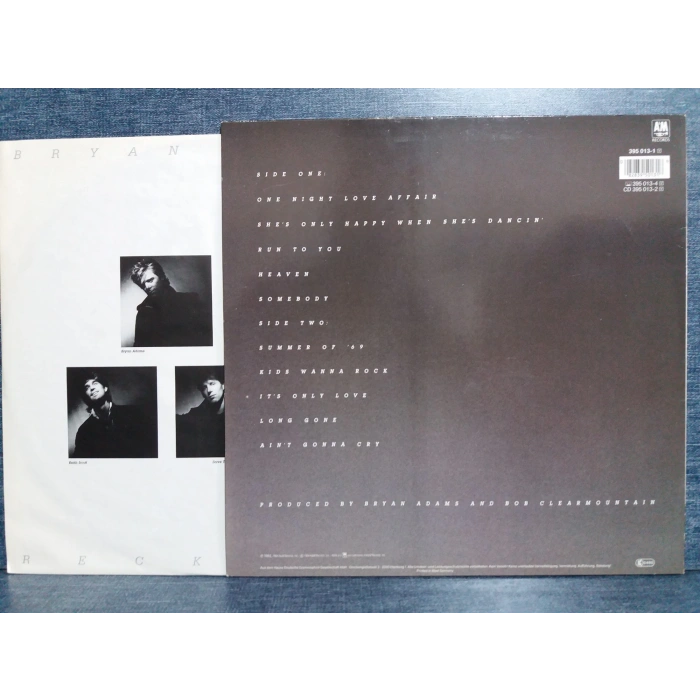 BRYAN
Bryan Adams
RECK
A&M
RECORDS
395 013-1
395 013-4
CD 395 013-2
SIDE ONE:
ONE NIGHT LOVE AFFAIR
SHE'S ONLY HAPPY WHEN SHE'S DANCIN'
RUN TO YOU
HEAVEN
SOMEBODY
SIDE TWO:
SUMMER OF '69
KIDS WANNA ROCK
IT'S ONLY LOVE
LONG GONE
AIN'T GONNA CRY
PRODUCED BY BRYAN ADAMS AND BOB CLEARMOUNTAIN